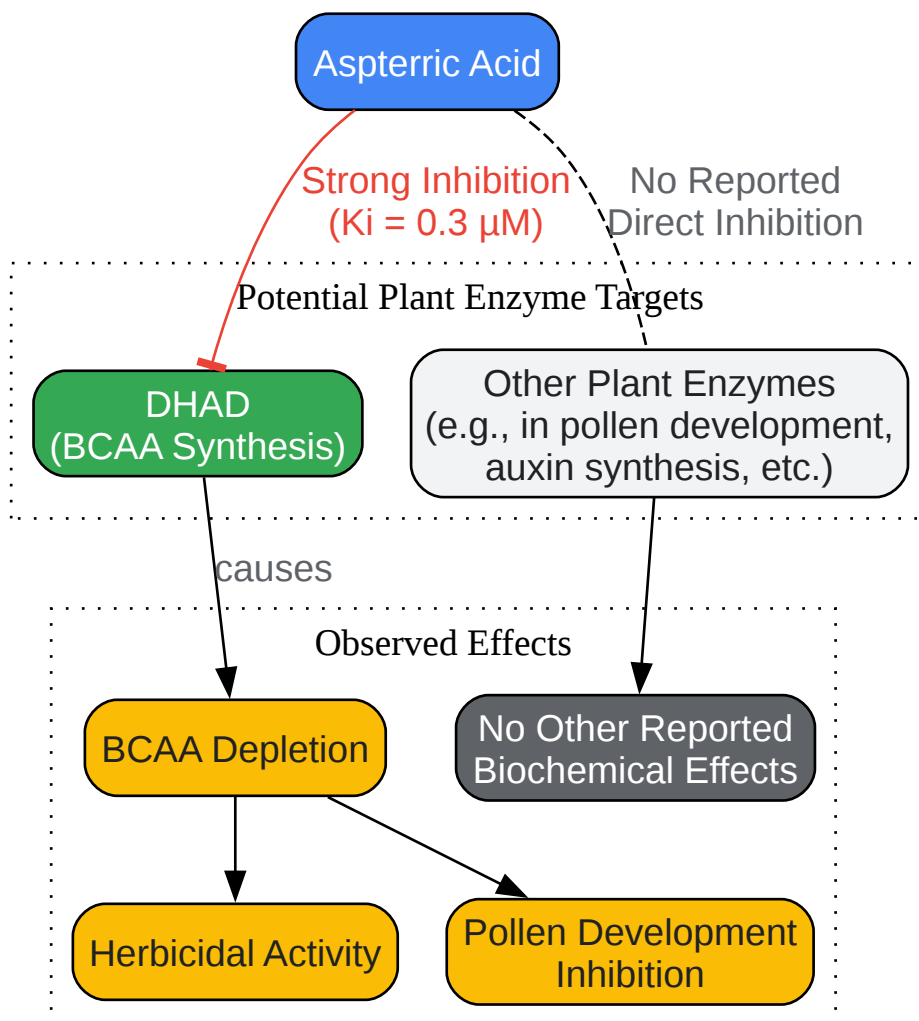 Aspterric Acid
Strong Inhibition
(Ki = 0.3 µM)
No Reported
Direct Inhibition
Potential Plant Enzyme Targets
DHAD
(BCAA Synthesis)
Other Plant Enzymes
(e.g., in pollen development,
auxin synthesis, etc.)
causes
Observed Effects
BCAA Depletion
No Other Reported
Biochemical Effects
Herbicidal Activity
Pollen Development
Inhibition